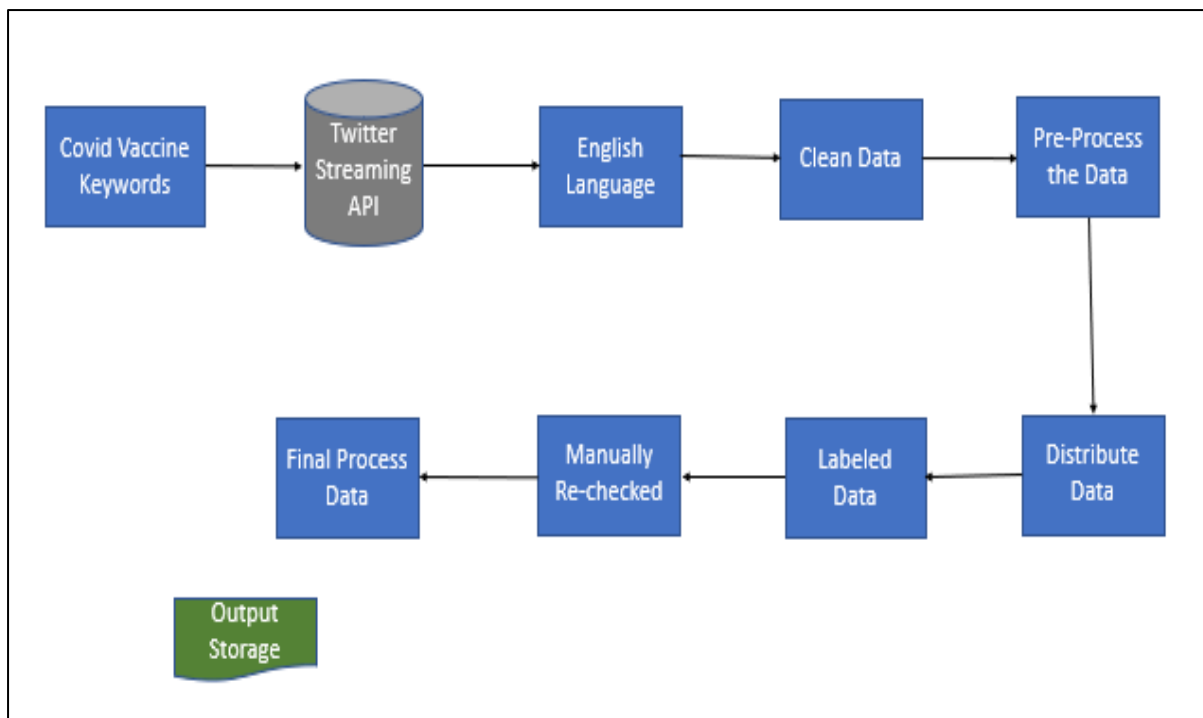 Covid Vaccine
Keywords
Twitter
Streaming
API
English
Language
Clean Data
Pre-Process
the Data
Final Process
Data
Manually
Re-checked
Labeled
Data
Distribute
Data
Output
Storage